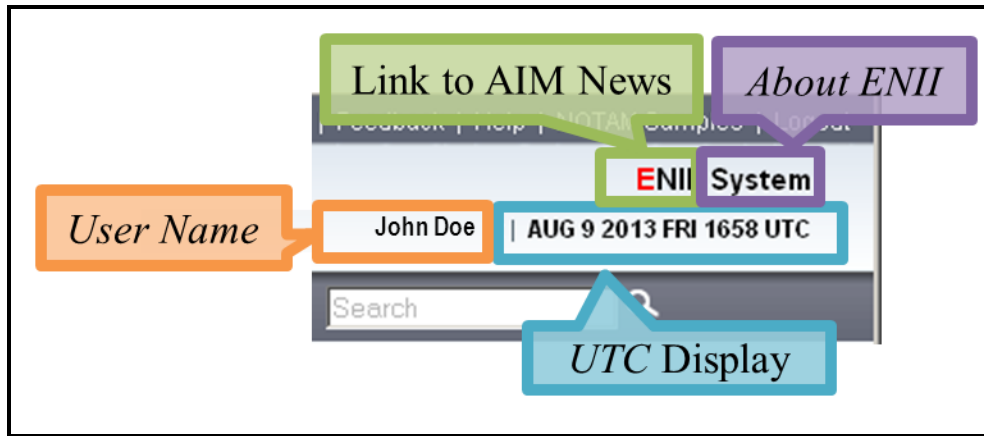 Link to AIM News
About ENII
| Feedback | Help | NOTAM Samples | Logout
ENII System
User Name
John Doe | AUG 9 2013 FRI 1658 UTC
Search
UTC Display